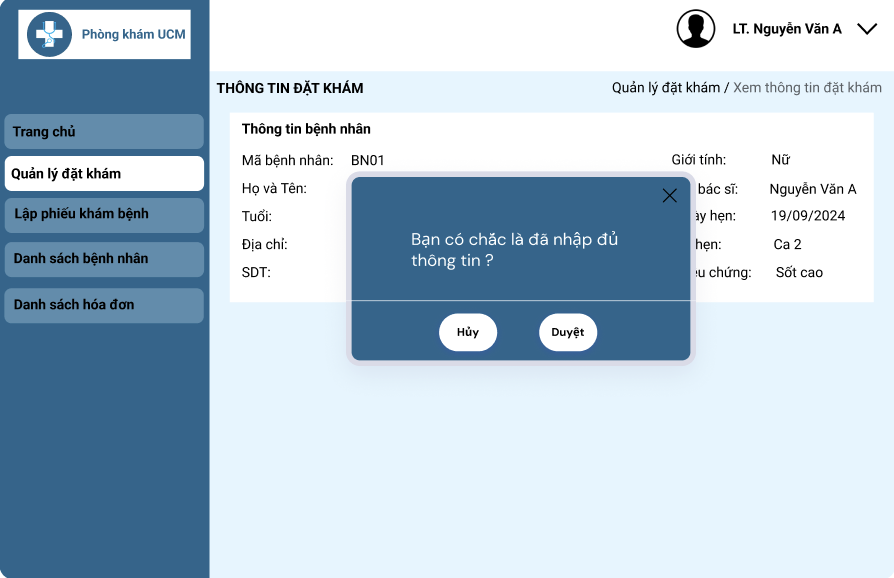 Phòng khám UCM
LT. Nguyễn Văn A
THÔNG TIN ĐẶT KHÁM
Quản lý đặt khám / Xem thông tin đặt khám
Trang chủ
Quản lý đặt khám
Lập phiếu khám bệnh
Danh sách bệnh nhân
Danh sách hóa đơn
Thông tin bệnh nhân
Mã bệnh nhân: BN01
Giới tính: Nữ
Họ và Tên:
bác sĩ: Nguyễn Văn A
Tuổi:
hẹn: 19/09/2024
Địa chỉ:
hẹn: Ca 2
SDT:
chứng: Sốt cao
Bạn có chắc là đã nhập đủ
thông tin ?
Hủy
Duyệt